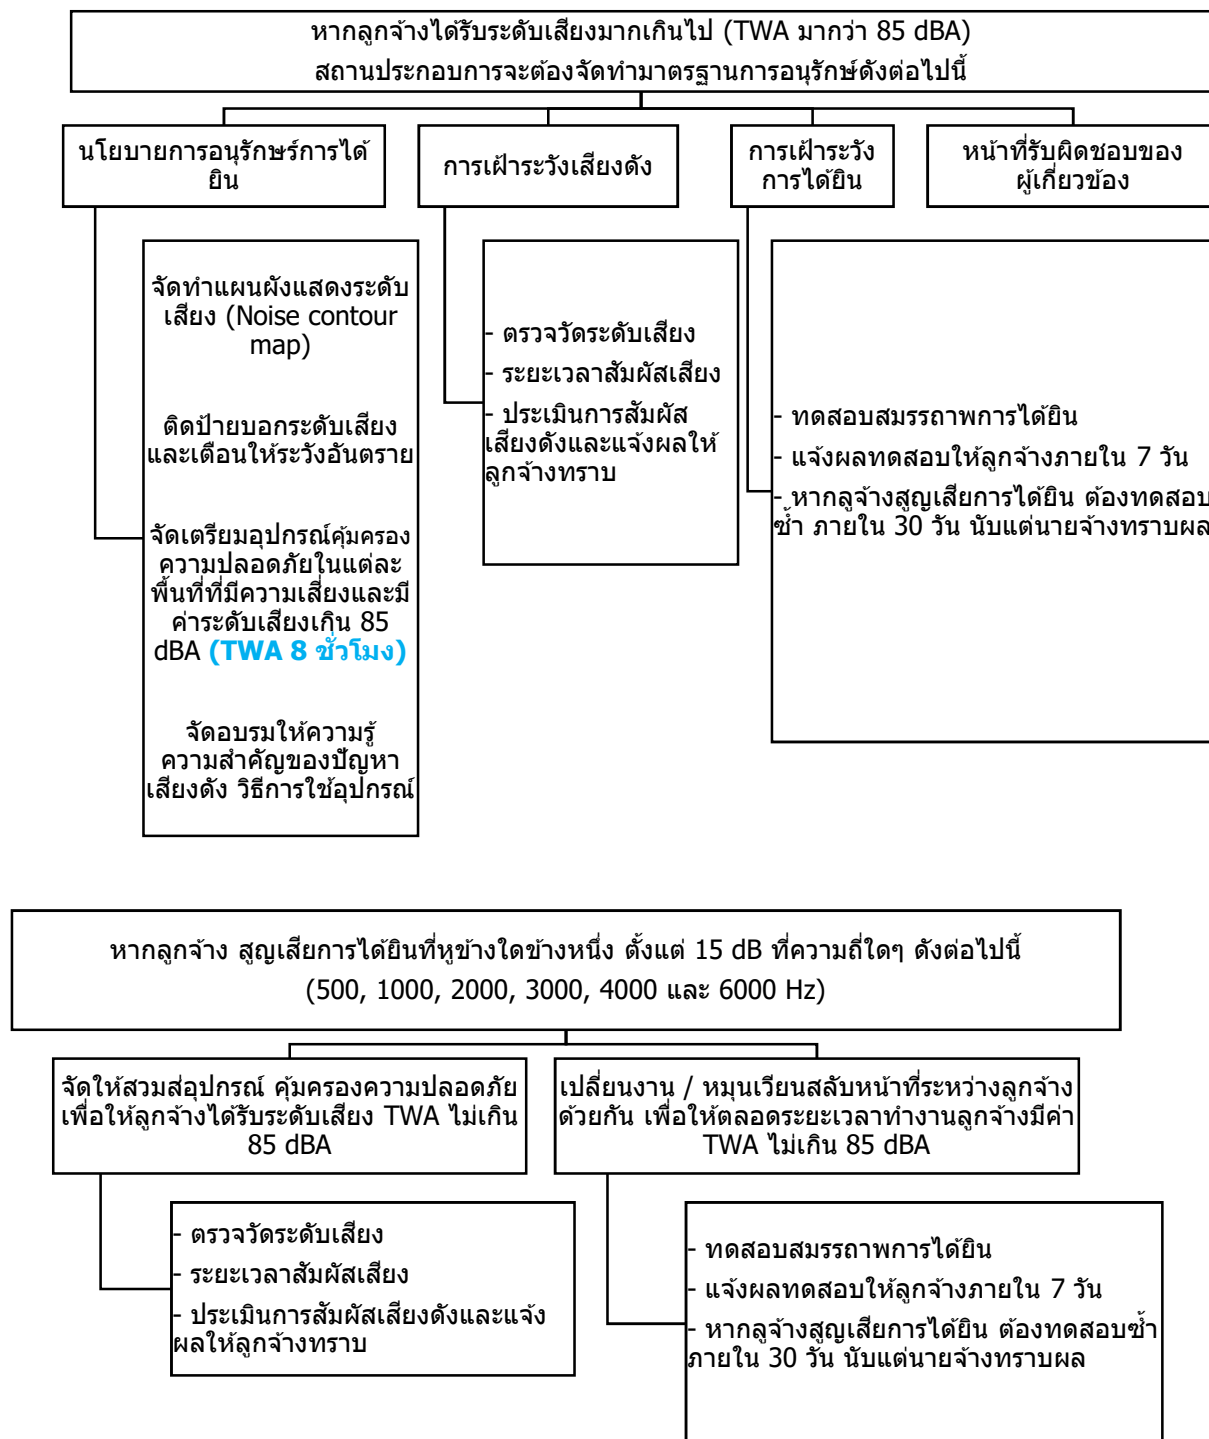 หากลูกจ้างได้รับระดับเสียงมากเกินไป (TWA มากว่า 85 dBA)
สถานประกอบการจะต้องจัดทำมาตรฐานการอนุรักษ์ดังต่อไปนี้
นโยบายการอนุรักษร์การได้
ยิน
การเฝ้าระวังเสียงดัง
การเฝ้าระวัง
การได้ยิน
หน้าที่รับผิดชอบของ
ผู้เกี่ยวข้อง
จัดทำแผนผังแสดงระดับ
เสียง (Noise contour
map)
ติดป้ายบอกระดับเสียง
และเตือนให้ระวังอันตราย
จัดเตรียมอุปกรณ์คุ้มครอง
ความปลอดภัยในแต่ละ
พื้นที่ที่มีความเสี่ยงและมี
ค่าระดับเสียงเกิน 85
dBA (TWA 8 ชั่วโมง)
จัดอบรมให้ความรู้
ความสำคัญของปัญหา
เสียงดัง วิธีการใช้อุปกรณ์
- ตรวจวัดระดับเสียง
- ระยะเวลาสัมผัสเสียง
- ประเมินการสัมผัส
เสียงดังและแจ้งผลให้
ลูกจ้างทราบ
- ทดสอบสมรรถาพการได้ยิน
- แจ้งผลทดสอบให้ลูกจ้างภายใน 7 วัน
- หากลูจ้างสูญเสียการได้ยิน ต้องทดสอบ
ซ้ำ ภายใน 30 วัน นับแต่นายจ้างทราบผล
หากลูกจ้าง สูญเสียการได้ยินที่หูข้างใดข้างหนึ่ง ตั้งแต่ 15 dB ที่ความถี่ใดๆ ดังต่อไปนี้
(500, 1000, 2000, 3000, 4000 และ 6000 Hz)
จัดให้สวมส่อุปกรณ์ คุ้มครองความปลอดภัย
เพื่อให้ลูกจ้างได้รับระดับเสียง TWA ไม่เกิน
85 dBA
เปลี่ยนงาน / หมุนเวียนสลับหน้าที่ระหว่างลูกจ้าง
ด้วยกัน เพื่อให้ตลอดระยะเวลาทำงานลูกจ้างมีค่า
TWA ไม่เกิน 85 dBA
- ตรวจวัดระดับเสียง
- ระยะเวลาสัมผัสเสียง
- ประเมินการสัมผัสเสียงดังและแจ้ง
ผลให้ลูกจ้างทราบ
- ทดสอบสมรรถาพการได้ยิน
- แจ้งผลทดสอบให้ลูกจ้างภายใน 7 วัน
- หากลูจ้างสูญเสียการได้ยิน ต้องทดสอบซ้ำ
ภายใน 30 วัน นับแต่นายจ้างทราบผล